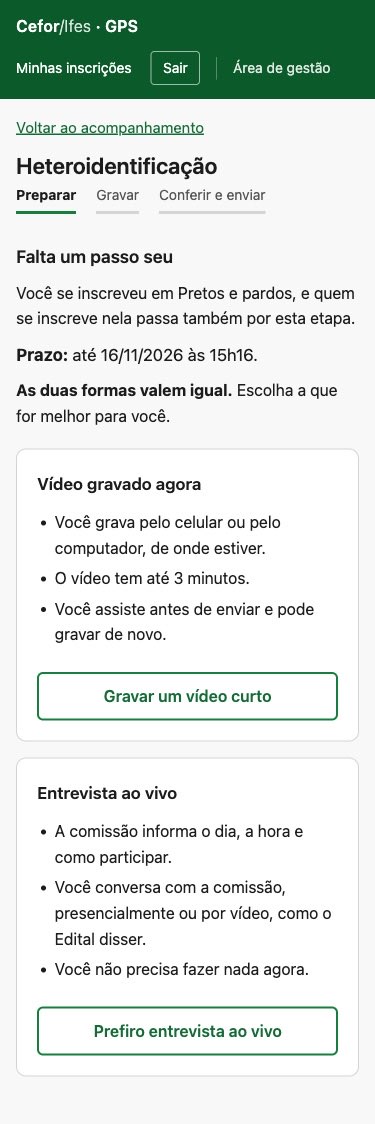 Cefor/Ifes · GPS
Minhas inscrições Sair Área de gestão
Voltar ao acompanhamento
Heteroidentificação
Preparar Gravar Conferir e enviar
Falta um passo seu
Você se inscreveu em Pretos e pardos, e quem
se inscreve nela passa também por esta etapa.
Prazo: até 16/11/2026 às 15h16.
As duas formas valem igual. Escolha a que
for melhor para você.
Vídeo gravado agora
• Você grava pelo celular ou pelo
computador, de onde estiver.
• O vídeo tem até 3 minutos.
• Você assiste antes de enviar e pode
gravar de novo.
Gravar um vídeo curto
Entrevista ao vivo
• A comissão informa o dia, a hora e
como participar.
• Você conversa com a comissão,
presencialmente ou por vídeo, como o
Edital disser.
• Você não precisa fazer nada agora.
Prefiro entrevista ao vivo